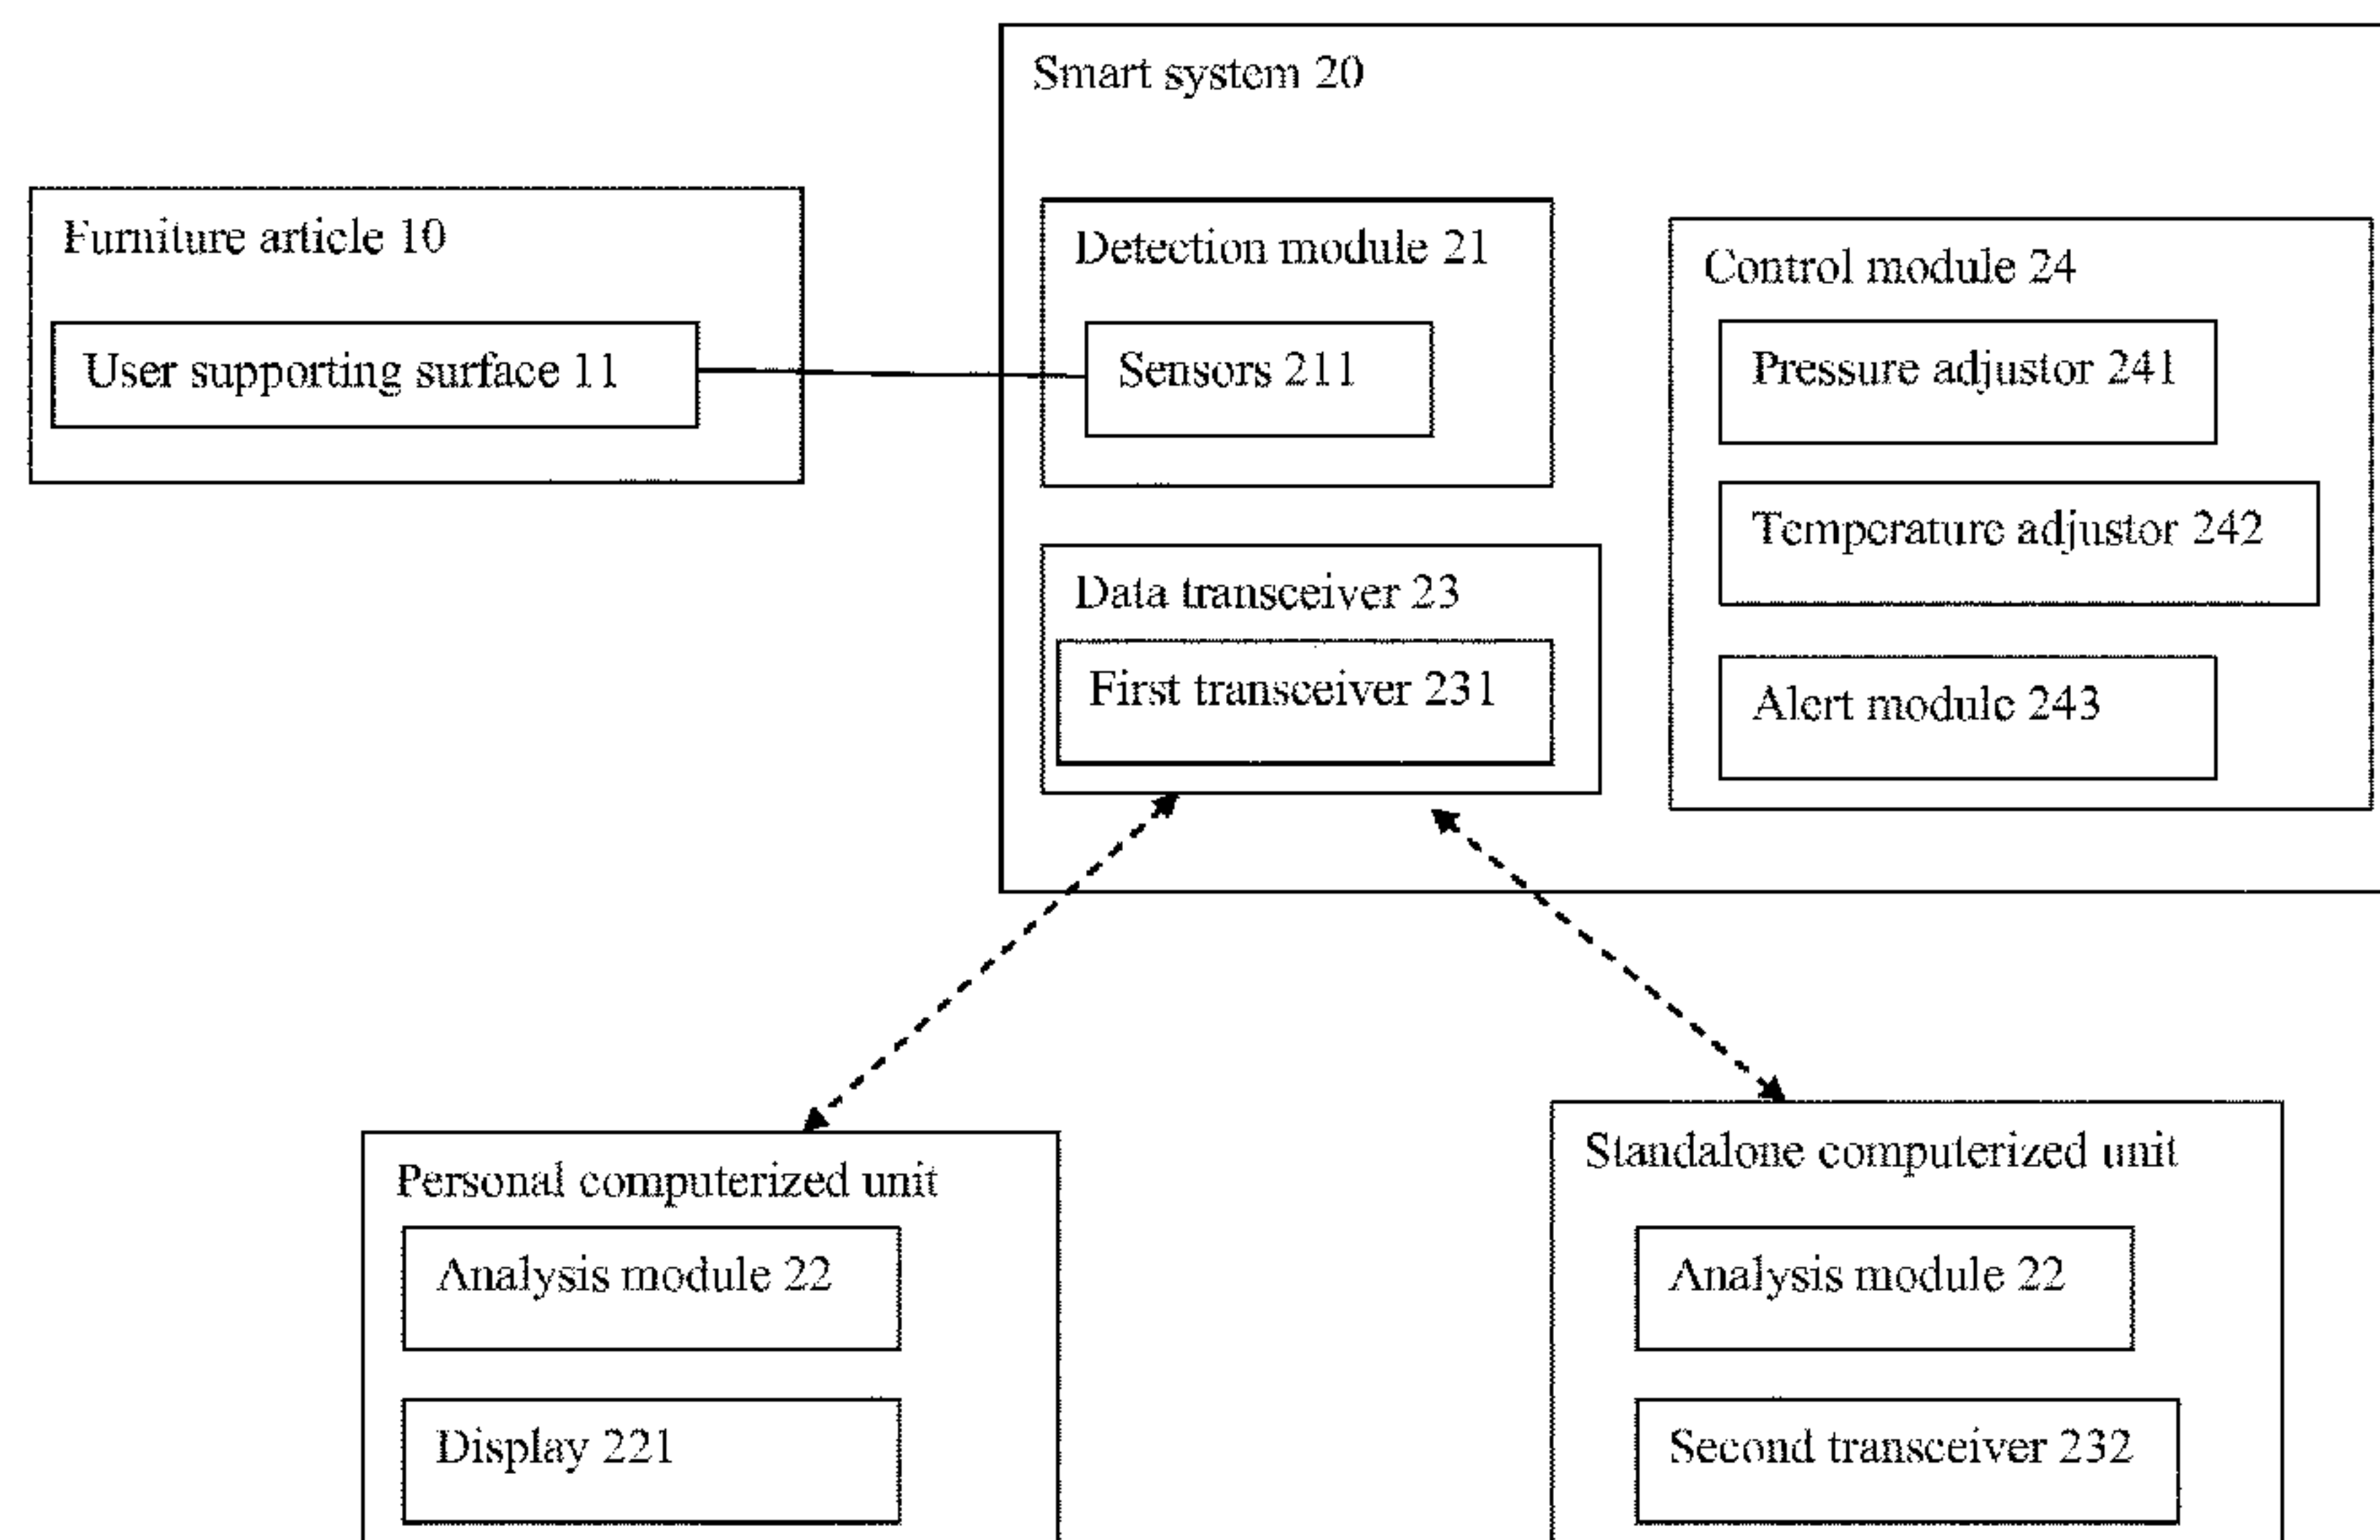 Smart system 20
Furniture article 10
User supporting surface 11
Detection module 21
Sensors 211
Data transceiver 23
First transceiver 231
Control module 24
Pressure adjustor 241
Temperature adjustor 242
Alert module 243
Personal computerized unit
Analysis module 22
Display 221
Standalone computerized unit
Analysis module 22
Second transceiver 232